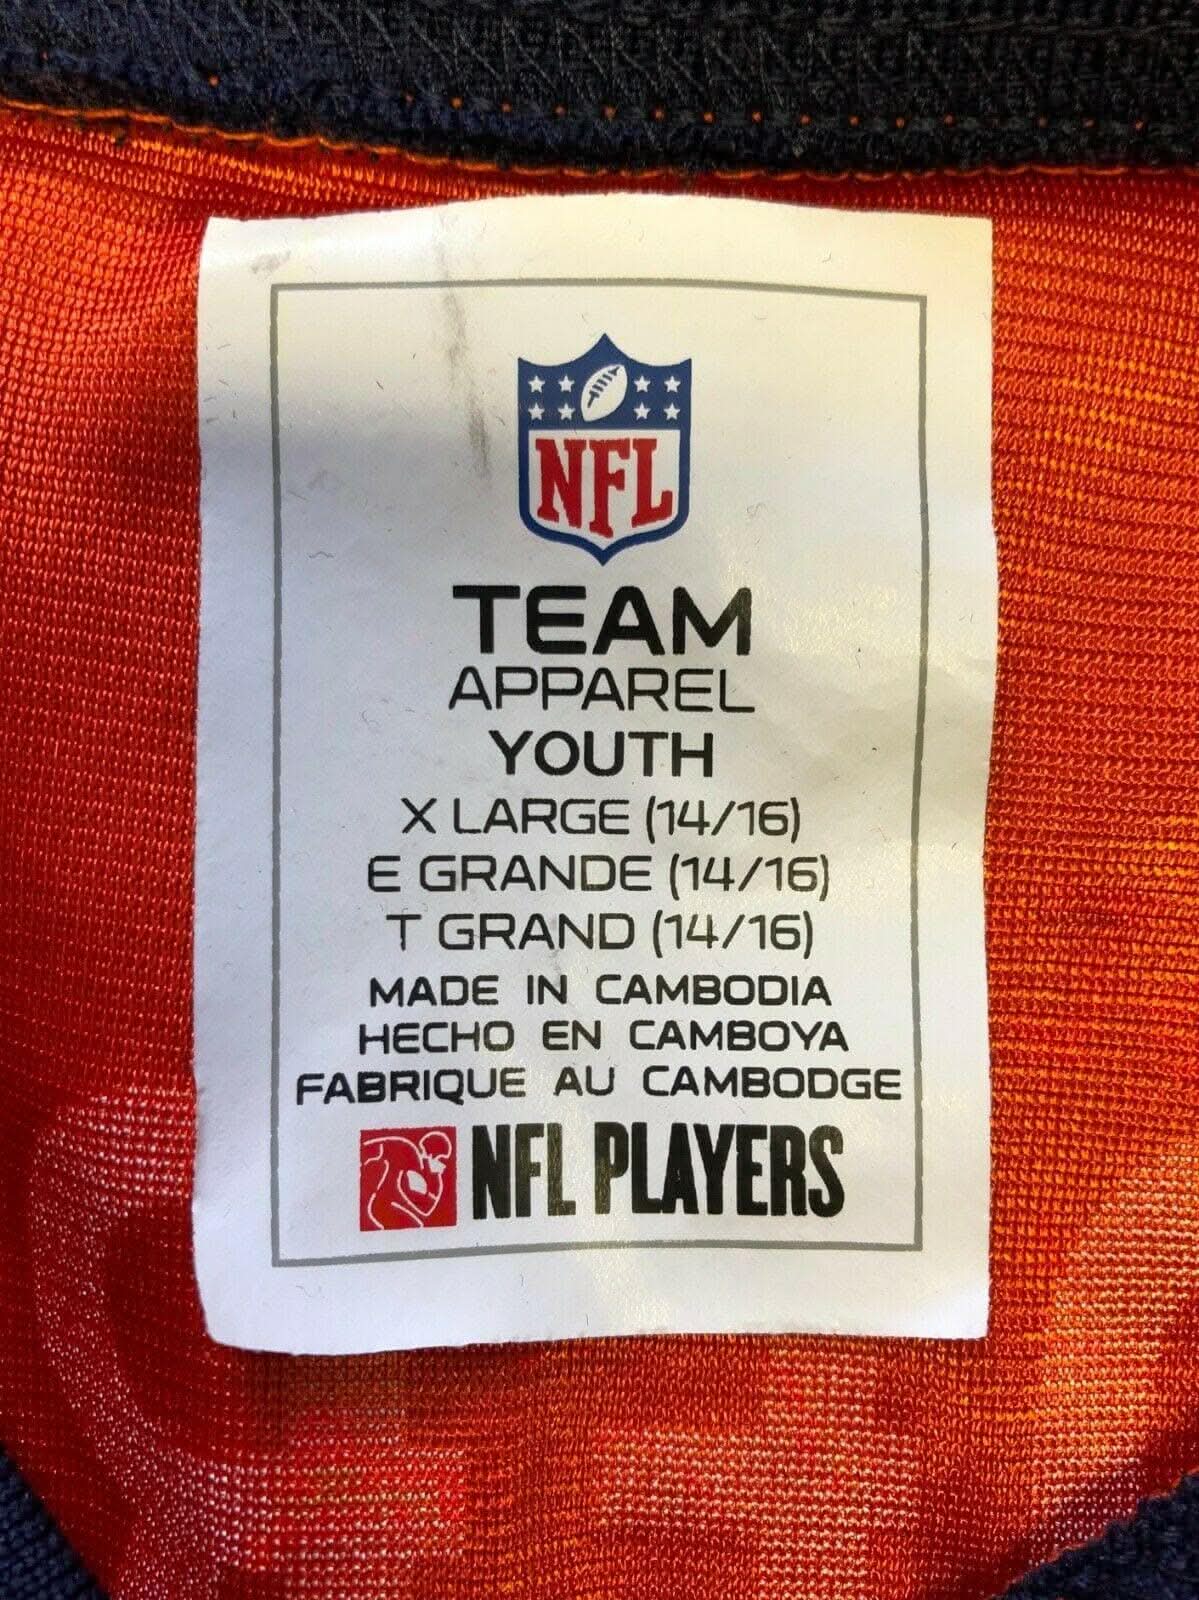 NFL
TEAM
APPAREL
YOUTH
X LARGE (14/16)
E GRANDE (14/16)
T GRAND (14/16)
MADE IN CAMBODIA
HECHO EN CAMBOYA
FABRIQUE AU CAMBODGE
NFL PLAYERS